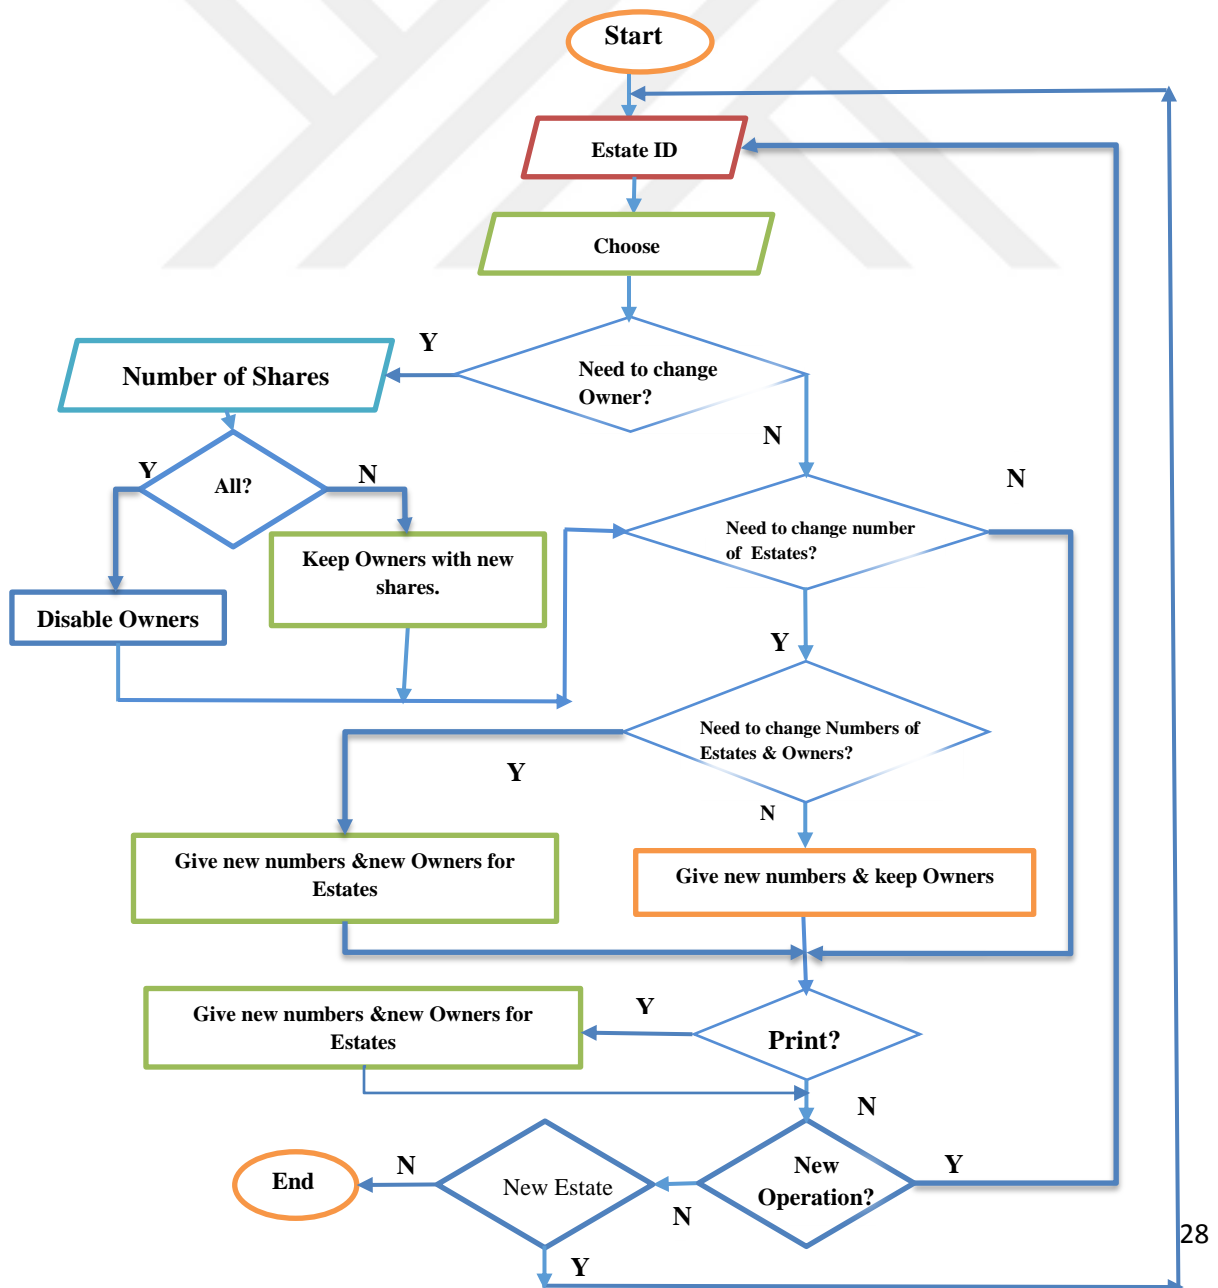 Start
Estate ID
Choose
Y
Need to change
Owner?
Number of Shares
N
Y
All?
N
N
Need to change number
of Estates?
Keep Owners with new
shares.
Disable Owners
Y
Need to change Numbers of
Estates & Owners?
Y
N
Give new numbers &new Owners for
Estates
Give new numbers & keep Owners
Give new numbers &new Owners for
Estates
Y
Print?
N
End
N
New Estate
N
New
Operation?
Y
Y
28